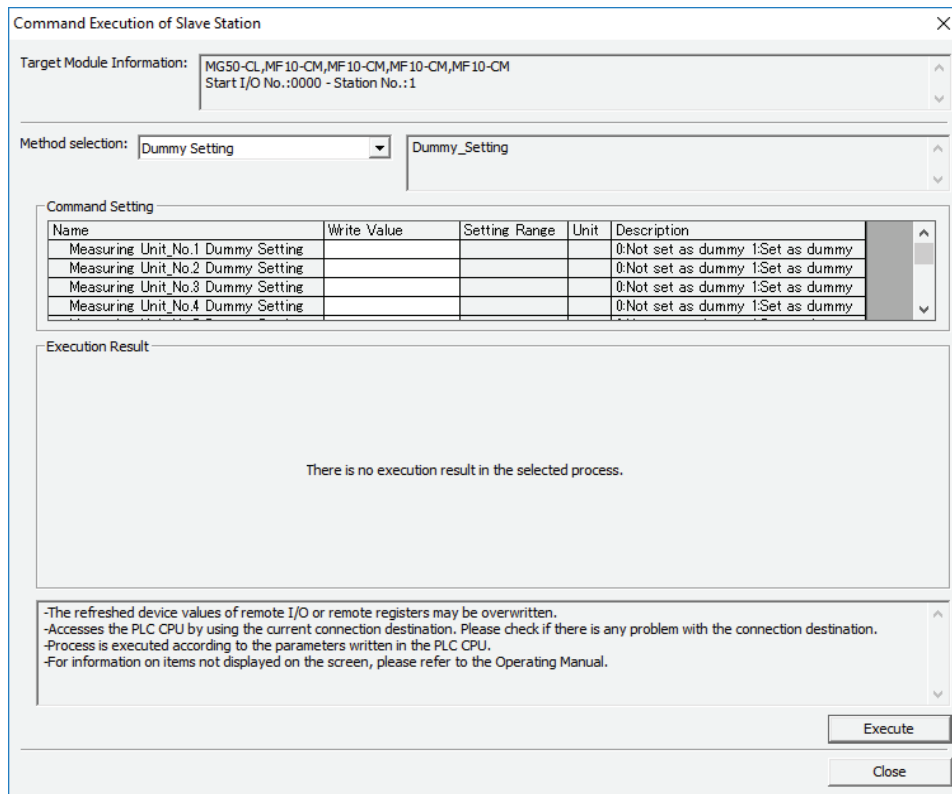 Command Execution of Slave Station
Target Module Information:
MG50-CL,MF10-CM,MF10-CM,MF10-CM,MF10-CM
Start I/O No.:0000 - Station No.:1
Method selection:
Dummy Setting
Dummy_Setting
Command Setting
Name Write Value Setting Range Unit Description
Measuring Unit_No.1 Dummy Setting 0:Not set as dummy 1:Set as dummy
Measuring Unit_No.2 Dummy Setting 0:Not set as dummy 1:Set as dummy
Measuring Unit_No.3 Dummy Setting 0:Not set as dummy 1:Set as dummy
Measuring Unit_No.4 Dummy Setting 0:Not set as dummy 1:Set as dummy
Execution Result
There is no execution result in the selected process.
-The refreshed device values of remote I/O or remote registers may be overwritten.
-Accesses the PLC CPU by using the current connection destination. Please check if there is any problem with the connection destination.
-Process is executed according to the parameters written in the PLC CPU.
-For information on items not displayed on the screen, please refer to the Operating Manual.
Execute
Close